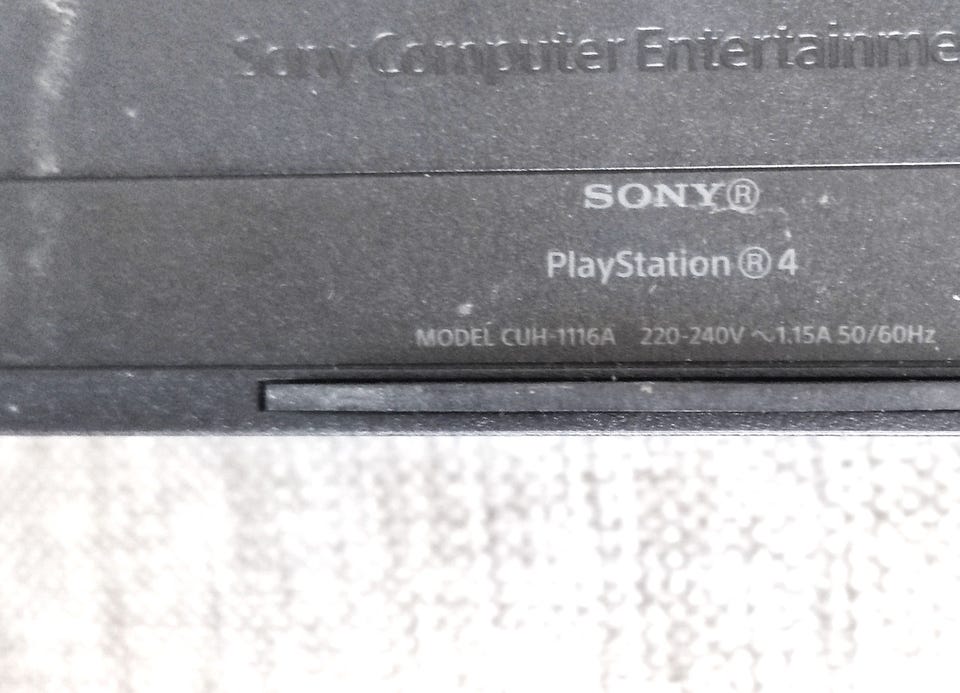 Sony Computer Entertainme
SONY®
PlayStation®4
MODEL CUH-1116A 220-240V ~1.15A 50/60Hz